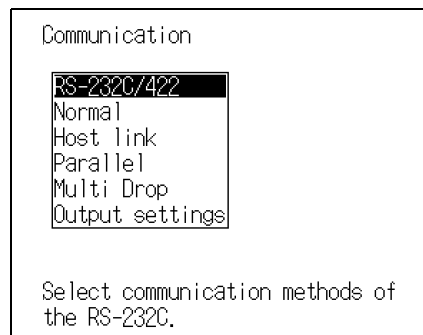 Communication
RS-232C/422
Normal
Host link
Parallel
Multi Drop
Output settings
Select communication methods of
the RS-232C.